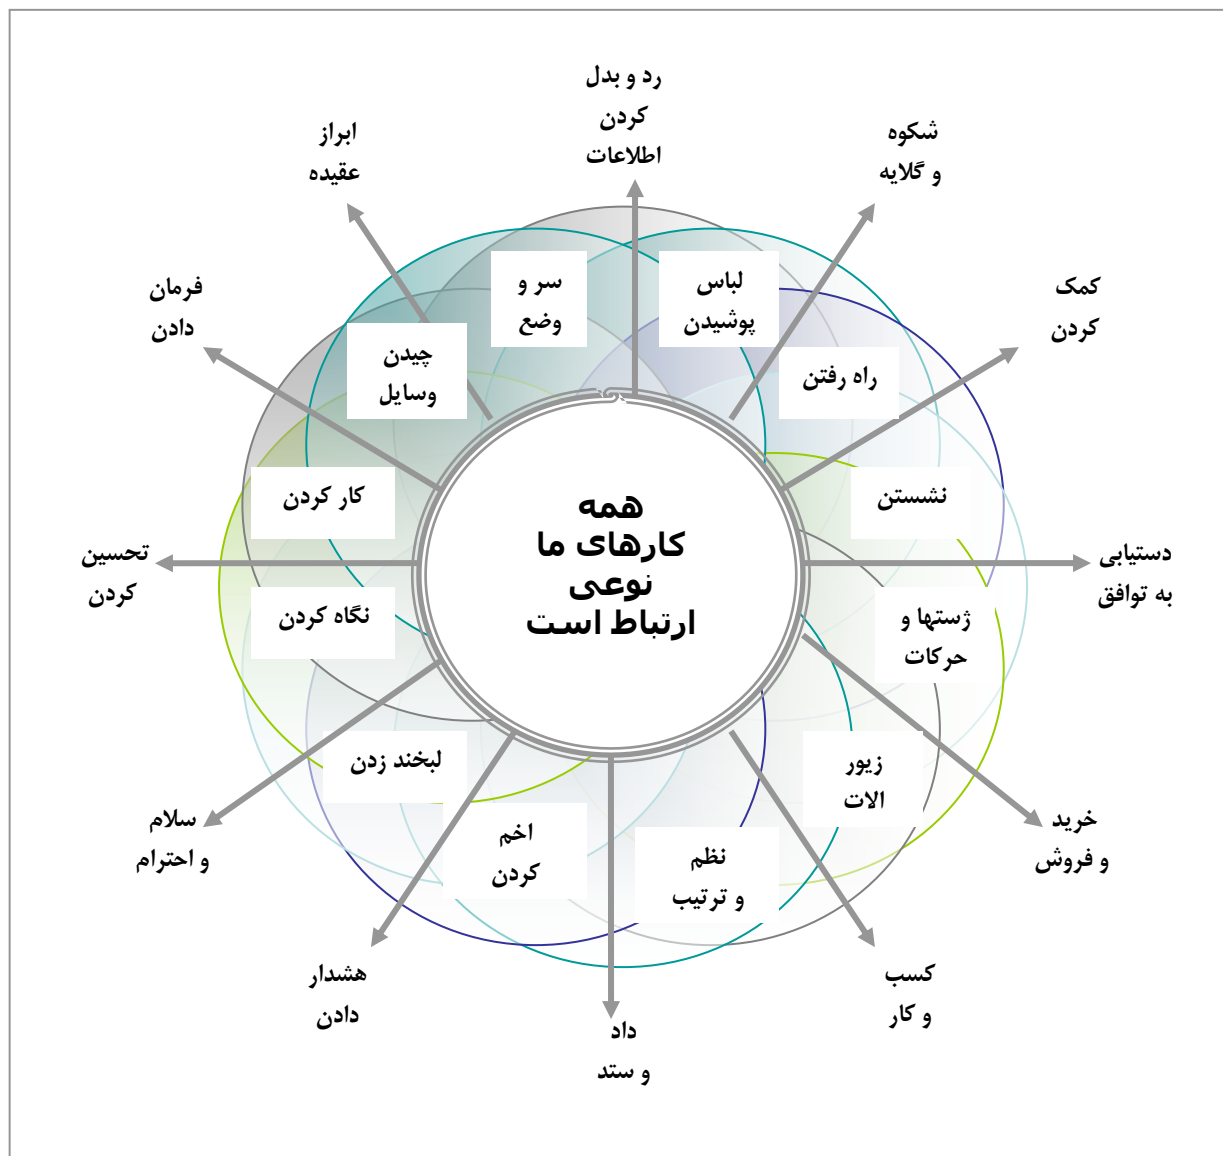 رد و بدل
کردن
اطلاعات
شکوه
و گلایه
کمک
کردن
دستیابی
به توافق
خرید
و فروش
کسب
و کار
داد
و ستد
هشدار
دادن
سلام
و احترام
تحسین
کردن
فرمان
دادن
ابراز
عقیده
سر و
وضع
لباس
پوشیدن
راه رفتن
نشستن
ژستها و
حرکات
زیور
الات
نظم
و ترتیب
اخم
کردن
لبخند زدن
نگاه کردن
کار کردن
چیدن
وسایل
همه
کارهای ما
نوعی
ارتباط است